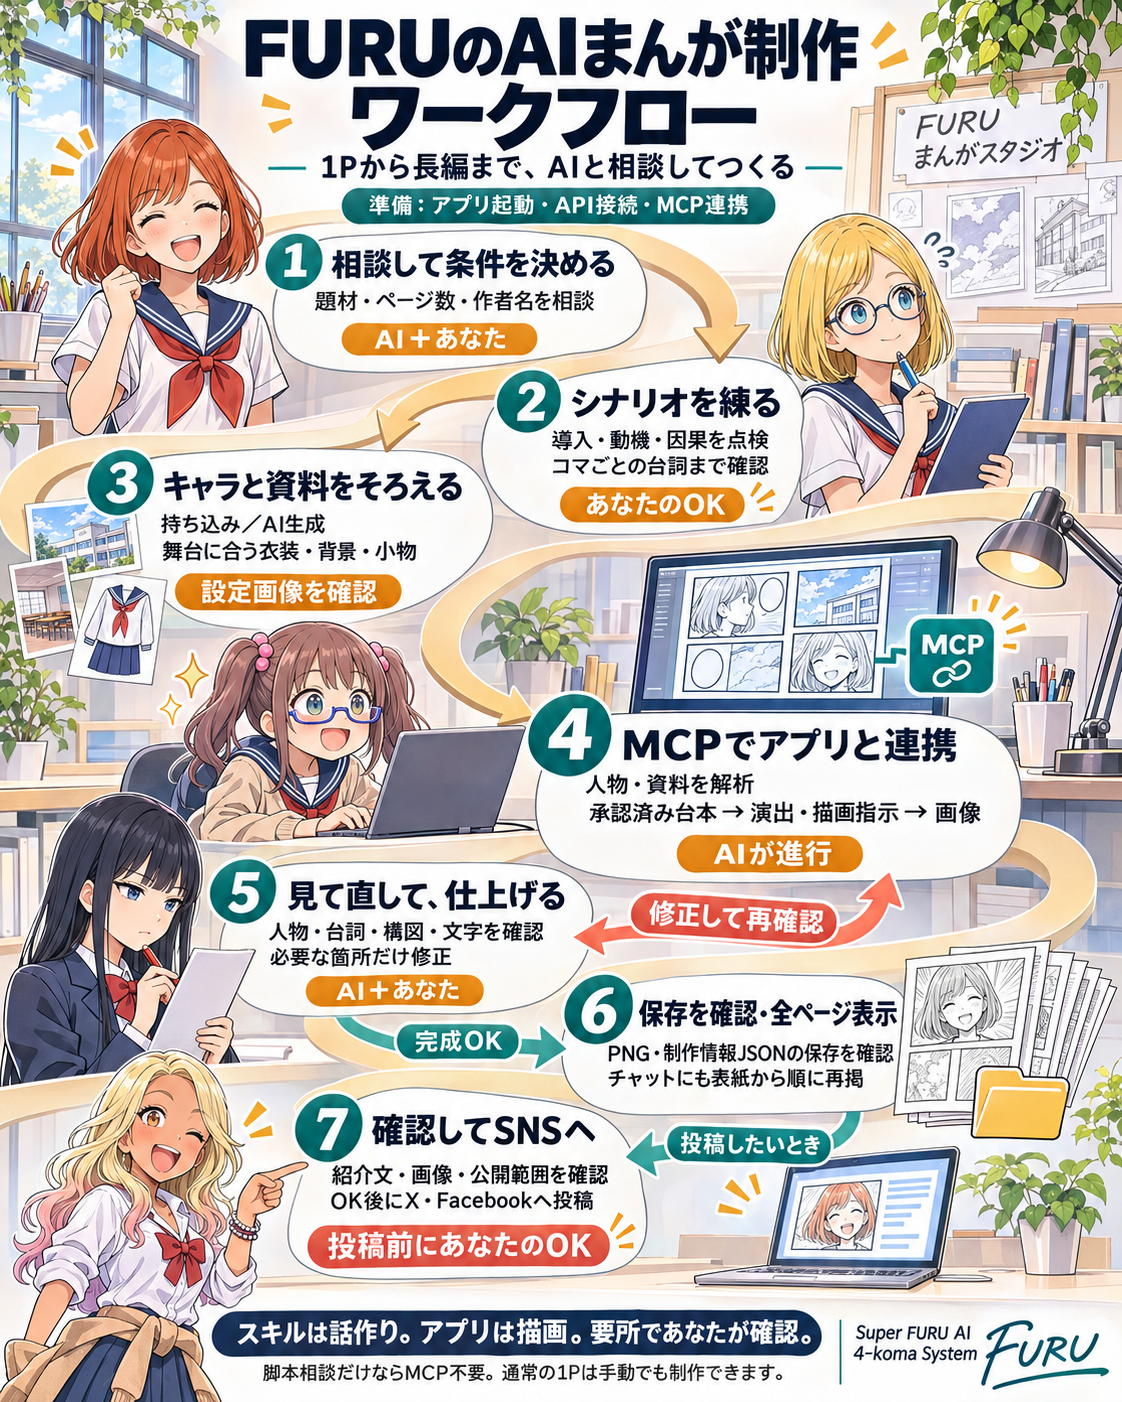 FURUのAIまんが制作
ワークフロー
1Pから長編まで、AIと相談してつくる
準備：アプリ起動・API接続・MCP連携
FURU
まんがスタジオ
1 相談して条件を決める
題材・ページ数・作者名を相談
AI＋あなた
2 シナリオを練る
導入・動機・因果を点検
コマごとの台詞まで確認
あなたのOK
3 キャラと資料をそろえる
持ち込み／AI生成
舞台に合う衣装・背景・小物
設定画像を確認
MCP
4 MCPでアプリと連携
人物・資料を解析
承認済み台本→演出・描画指示→画像
AIが進行
5 見て直して、仕上げる
人物・台詞・構図・文字を確認
必要な箇所だけ修正
AI＋あなた
修正して再確認
完成OK
6 保存を確認・全ページ表示
PNG・制作情報JSONの保存を確認
チャットにも表紙から順に再掲
投稿したいとき
7 確認してSNSへ
紹介文・画像・公開範囲を確認
OK後にX・Facebookへ投稿
投稿前にあなたのOK
スキルは話作り。アプリは描画。要所であなたが確認。
脚本相談だけならMCP不要。通常の1Pは手動でも制作できます。
Super FURU AI
4-koma System
FURU